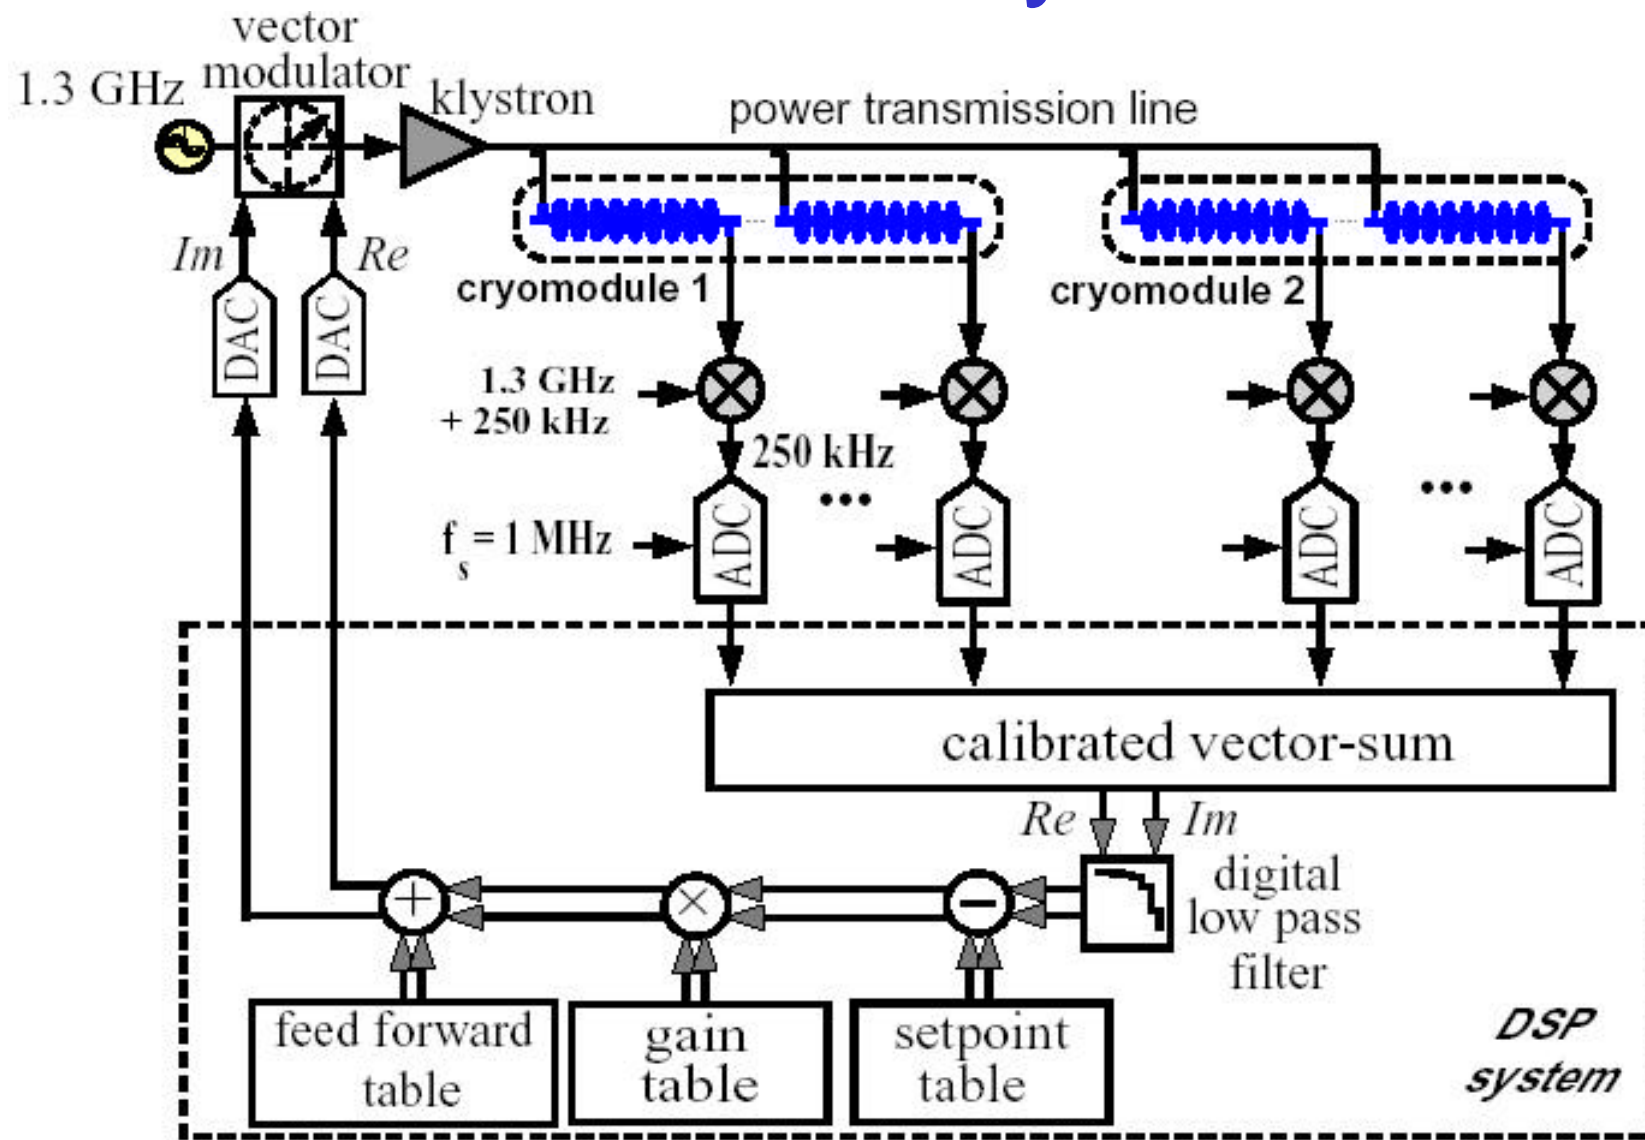 vector
modulator
1.3 GHz
klystron
power transmission line
Im
Re
DAC
DAC
cryomodule 1
cryomodule 2
1.3 GHz
+ 250 kHz
250 kHz
...
...
f s = 1 MHz
ADC
ADC
ADC
ADC
calibrated vector-sum
Re
Im
digital
low pass
filter
+
×
−
feed forward
table
gain
table
setpoint
table
DSP
system